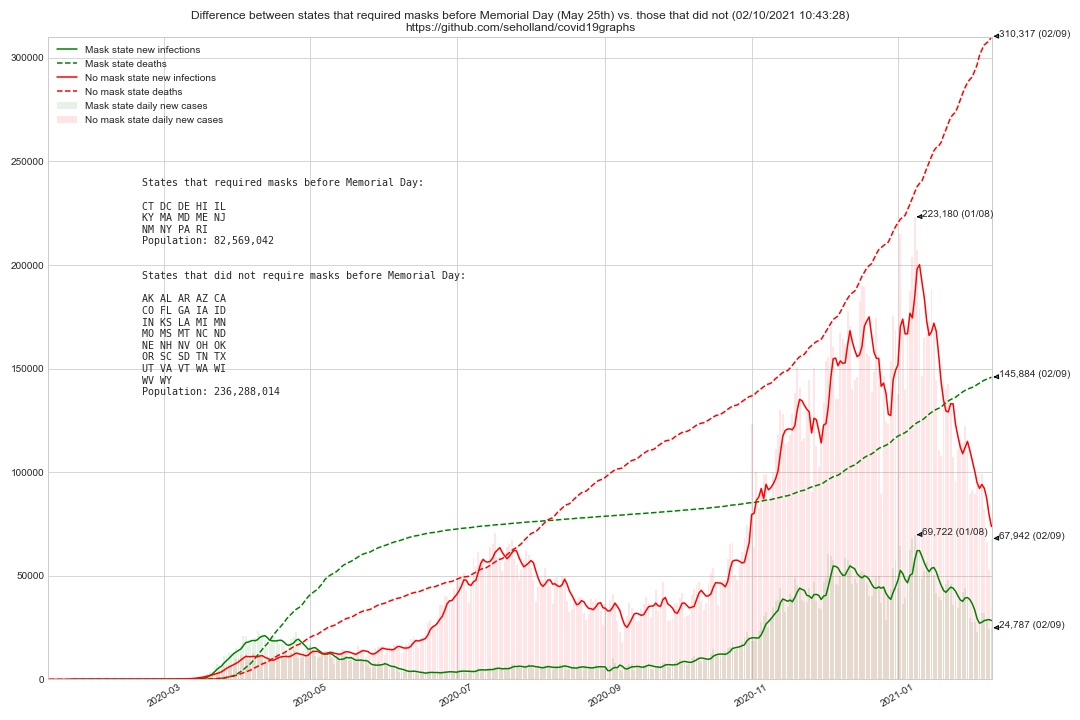 Difference between states that required masks before Memorial Day (May 25th) vs. those that did not (02/10/2021 10:43:28)
https://github.com/seholland/covid19graphs
310,317 (02/09)
300000
Mask state new infections
Mask state deaths
No mask state new infections
No mask state deaths
Mask state daily new cases
No mask state daily new cases
250000
States that required masks before Memorial Day:
CT DC DE HI IL
KY MA MD ME NJ
NM NY PA RI
Population: 82,569,042
223,180 (01/08)
200000
States that did not require masks before Memorial Day:
AK AL AR AZ CA
CO FL GA IA ID
IN KS LA MI MN
MO MS MT NC ND
NE NH NV OH OK
OR SC SD TN TX
UT VA VT WA WI
WV WY
Population: 236,288,014
150000
145,884 (02/09)
100000
69,722 (01/08)
67,942 (02/09)
50000
24,787 (02/09)
0
2020-03
2020-05
2020-07
2020-09
2020-11
2021-01